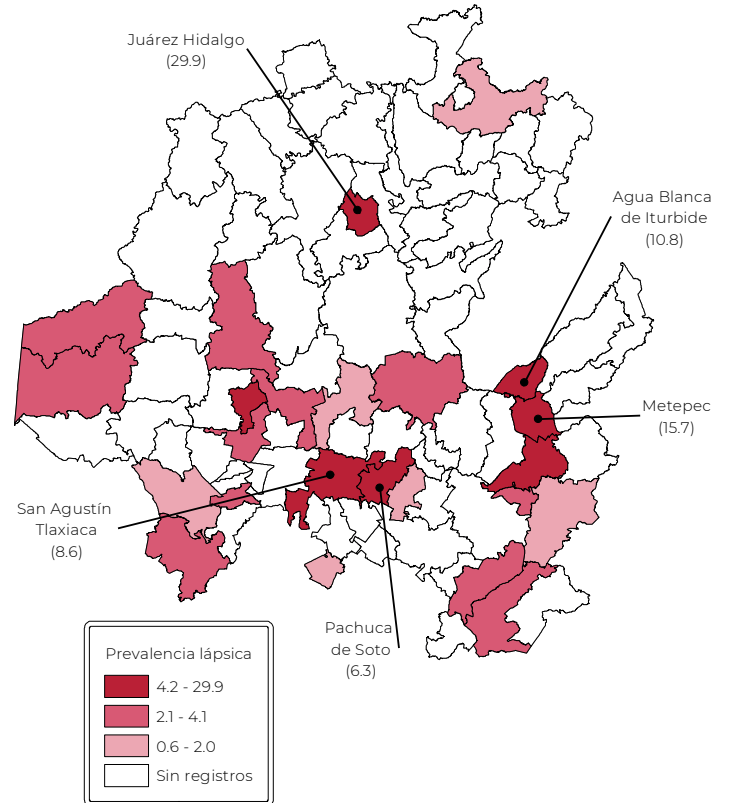 Juárez Hidalgo
(29.9)
Agua Blanca
de Iturbide
(10.8)
Metepec
(15.7)
San Agustín
Tlaxiaca
(8.6)
Pachuca
de Soto
(6.3)
Prevalencia lápsica
4.2 - 29.9
2.1 - 4.1
0.6 - 2.0
Sin registros